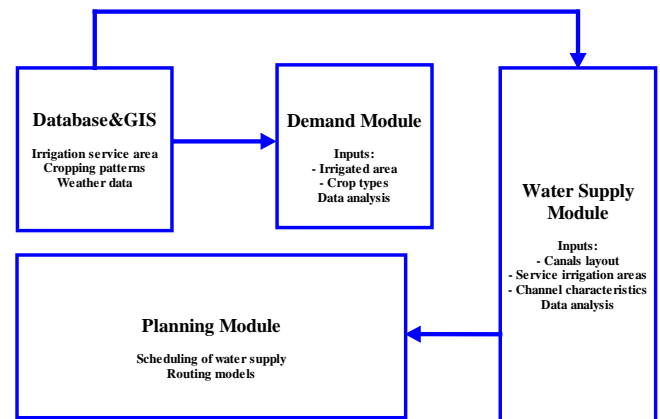 Database&GIS
Irrigation service area
Cropping patterns
Weather data
Demand Module
Inputs:
- Irrigated area
- Crop types
Data analysis
Water Supply
Module
Inputs:
- Canals layout
- Service irrigation areas
- Channel characteristics
Data analysis
Planning Module
Scheduling of water supply
Routing models